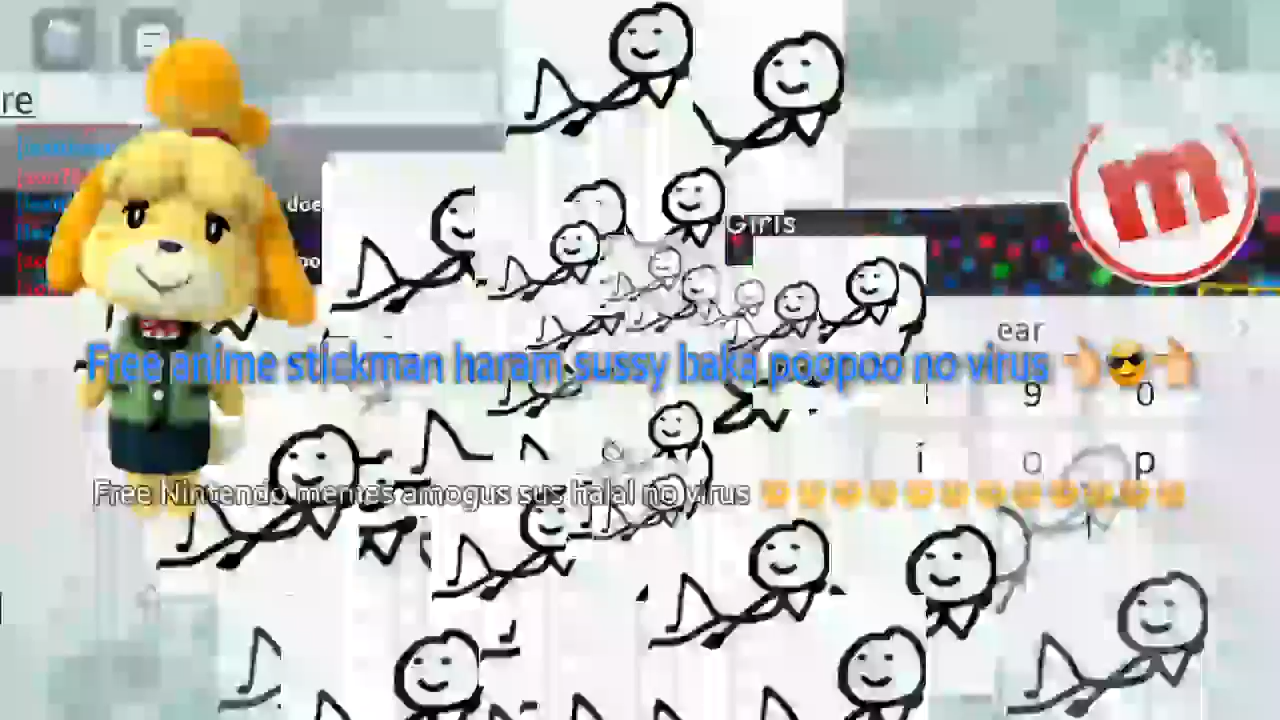 re
doe
Girls
m
ear
Free anime stickman haram sussy baka poopoo no virus 👈😎👍
9 0
i o p
Free Nintendo memes amogus sus halal no virus